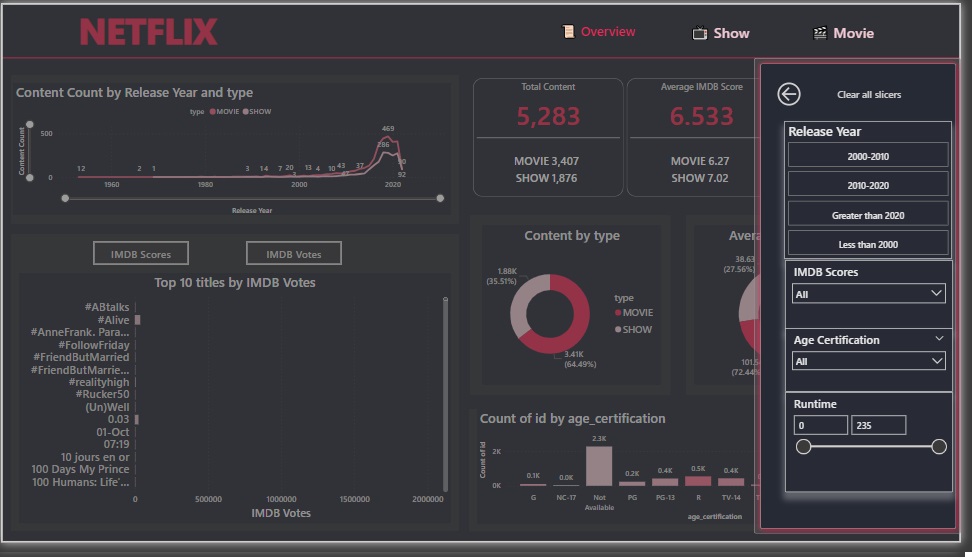 NETFLIX
Overview
Show
Movie
Content Count by Release Year and type
type MOVIE SHOW
Content Count
500
0
12
2
1
3
14
7
20
3
13
4
10
43
37
286
469
92
1960
1980
2000
2020
Release Year
Total Content
5,283
MOVIE 3,407
SHOW 1,876
Average IMDB Score
6.533
MOVIE 6.27
SHOW 7.02
IMDB Scores
IMDB Votes
Top 10 titles by IMDB Votes
#ABtalks
#Alive
#AnneFrank. Para...
#FollowFriday
#FriendButMarried
#FriendButMarrie...
#realityhigh
#Rucker50
(Un)Well
0.03
01-Oct
07:19
10 jours en or
100 Days My Prince
100 Humans: Life'...
0
500000
1000000
1500000
2000000
IMDB Votes
Content by type
1.88K
(35.51%)
3.41K
(64.49%)
type
MOVIE
SHOW
Avera
38.63
(27.56%)
101.5
(72.44%
Count of id by age_certification
Count of id
2K
0K
0.1K
0.0K
2.3K
0.2K
0.4K
0.5K
0.4K
G
NC-17
Not
Available
PG
PG-13
R
TV-14
age_certification
Clear all slicers
Release Year
2000-2010
2010-2020
Greater than 2020
Less than 2000
IMDB Scores
All
Age Certification
All
Runtime
0
235